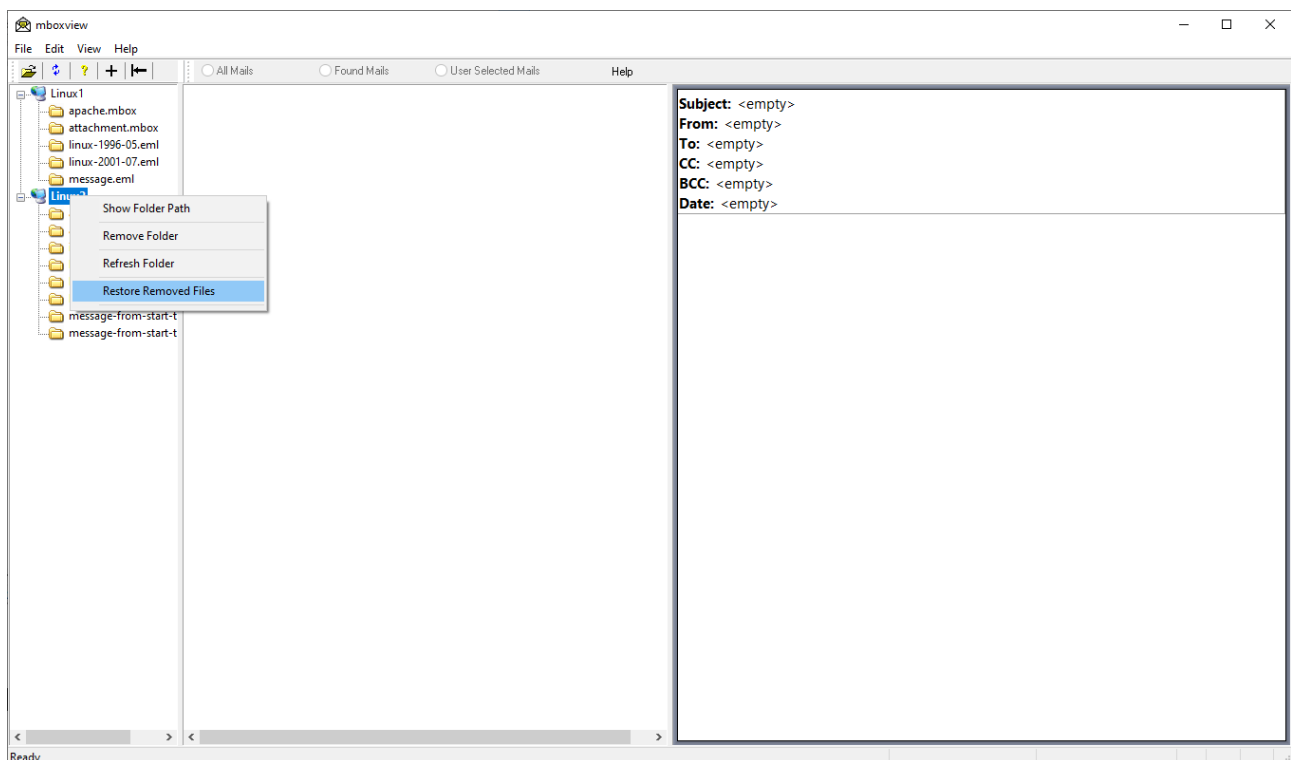 mboxview
File Edit View Help
? All Mails Found Mails User Selected Mails Help
Linux1
apache.mbox
attachment.mbox
linux-1996-05.eml
linux-2001-07.eml
message.eml
Show Folder Path
Remove Folder
Refresh Folder
Restore Removed Files
message-from-start-t
message-from-start-t
Subject: <empty>
From: <empty>
To: <empty>
CC: <empty>
BCC: <empty>
Date: <empty>
Ready